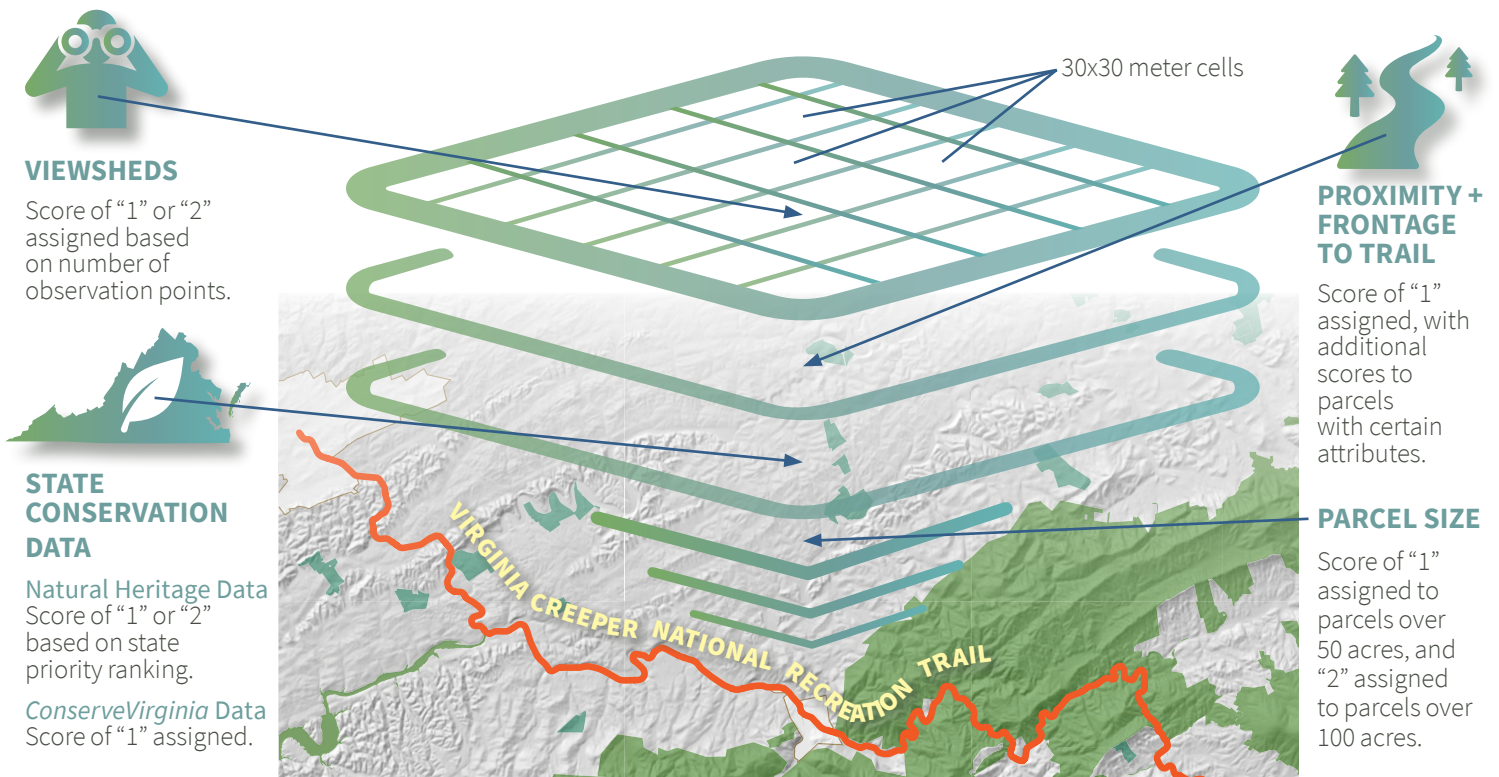 VIEWSHEDS
Score of “1” or “2”
assigned based
on number of
observation points.
STATE
CONSERVATION
DATA
Natural Heritage Data
Score of “1” or “2”
based on state
priority ranking.
ConserveVirginia Data
Score of “1” assigned.
30x30 meter cells
VIRGINIA CREEPER NATIONAL RECREATION TRAIL
PROXIMITY +
FRONTAGE
TO TRAIL
Score of “1”
assigned, with
additional
scores to
parcels
with certain
attributes.
PARCEL SIZE
Score of “1”
assigned to
parcels over
50 acres, and
“2” assigned
to parcels over
100 acres.